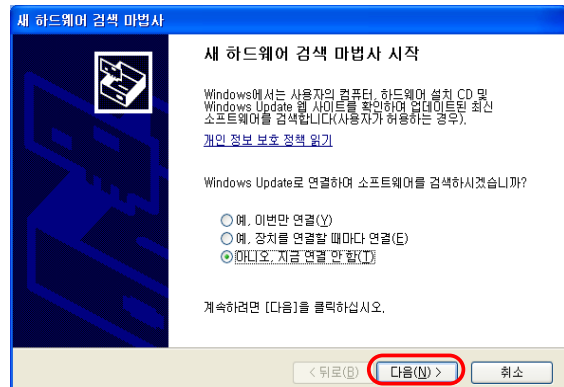 새 하드웨어 검색 마법사
새 하드웨어 검색 마법사 시작
Windows에서는 사용자의 컴퓨터, 하드웨어 설치 CD 및
Windows Update 웹 사이트를 확인하여 업데이트된 최신
소프트웨어를 검색합니다(사용자가 허용하는 경우).
개인 정보 보호 정책 읽기
Windows Update로 연결하여 소프트웨어를 검색하시겠습니까?
예, 이번만 연결(Y)
예, 장치를 연결할 때마다 연결(E)
아니오, 지금 연결 안 함(T)
계속하려면 [다음]을 클릭하십시오.
< 뒤로(B) 다음(N) > 취소